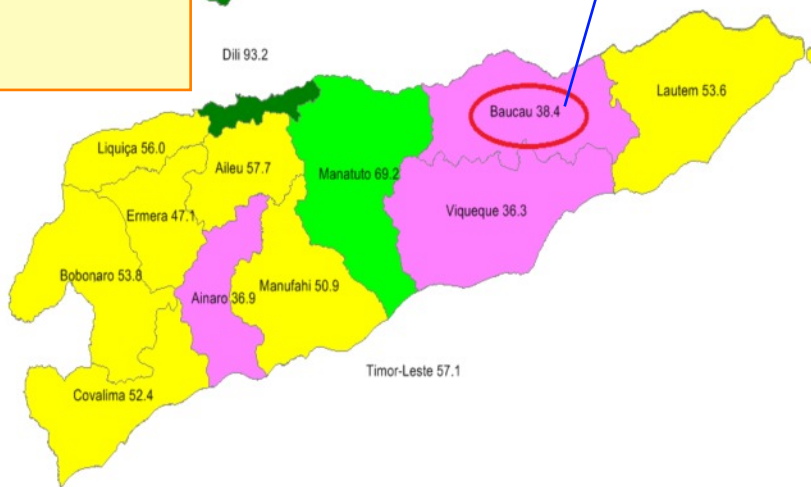 Dili 93.2
Lautem 53.6
Baucau 38.4
Liquiça 56.0
Aileu 57.7
Manatuto 69.2
Ermera 47.1
Viqueque 36.3
Bobonaro 53.8
Ainaro 36.9
Manufahi 50.9
Timor-Leste 57.1
Covalima 52.4